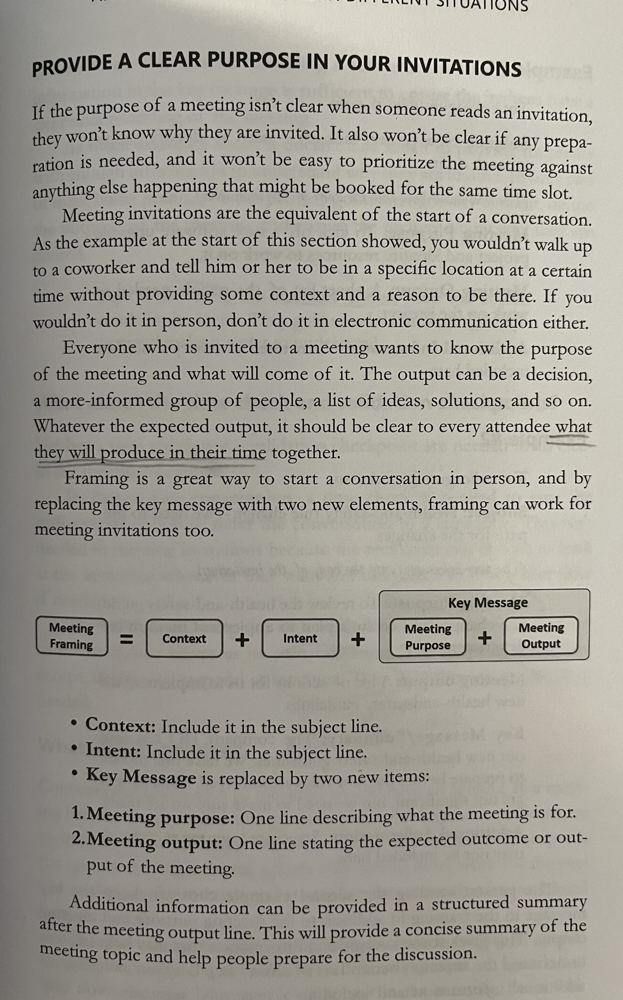 DIFFERENT SITUATIONS
PROVIDE A CLEAR PURPOSE IN YOUR INVITATIONS
If the purpose of a meeting isn't clear when someone reads an invitation,
they won't know why they are invited. It also won't be clear if any prepa-
ration is needed, and it won't be easy to prioritize the meeting against
anything else happening that might be booked for the same time slot.
Meeting invitations are the equivalent of the start of a conversation.
As the example at the start of this section showed, you wouldn't walk up
to a coworker and tell him or her to be in a specific location at a certain
time without providing some context and a reason to be there. If you
wouldn't do it in person, don't do it in electronic communication either.
Everyone who is invited to a meeting wants to know the purpose
of the meeting and what will come of it. The output can be a decision,
a more-informed group of people, a list of ideas, solutions, and so on.
Whatever the expected output, it should be clear to every attendee what
they will produce in their time together.
Framing is a great way to start a conversation in person, and by
replacing the key message with two new elements, framing can work for
meeting invitations too.
Key Message
Meeting
Framing
=
Context
+
Intent
+
Meeting
Purpose
+
Meeting
Output
• Context: Include it in the subject line.
• Intent: Include it in the subject line.
• Key Message is replaced by two new items:
1. Meeting purpose: One line describing what the meeting is for.
2. Meeting output: One line stating the expected outcome or out-
put of the meeting.
Additional information can be provided in a structured summary
after the meeting output line. This will provide a concise summary of the
meeting topic and help people prepare for the discussion.